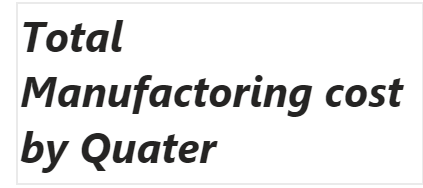 Total
Manufactoring cost
by Quater